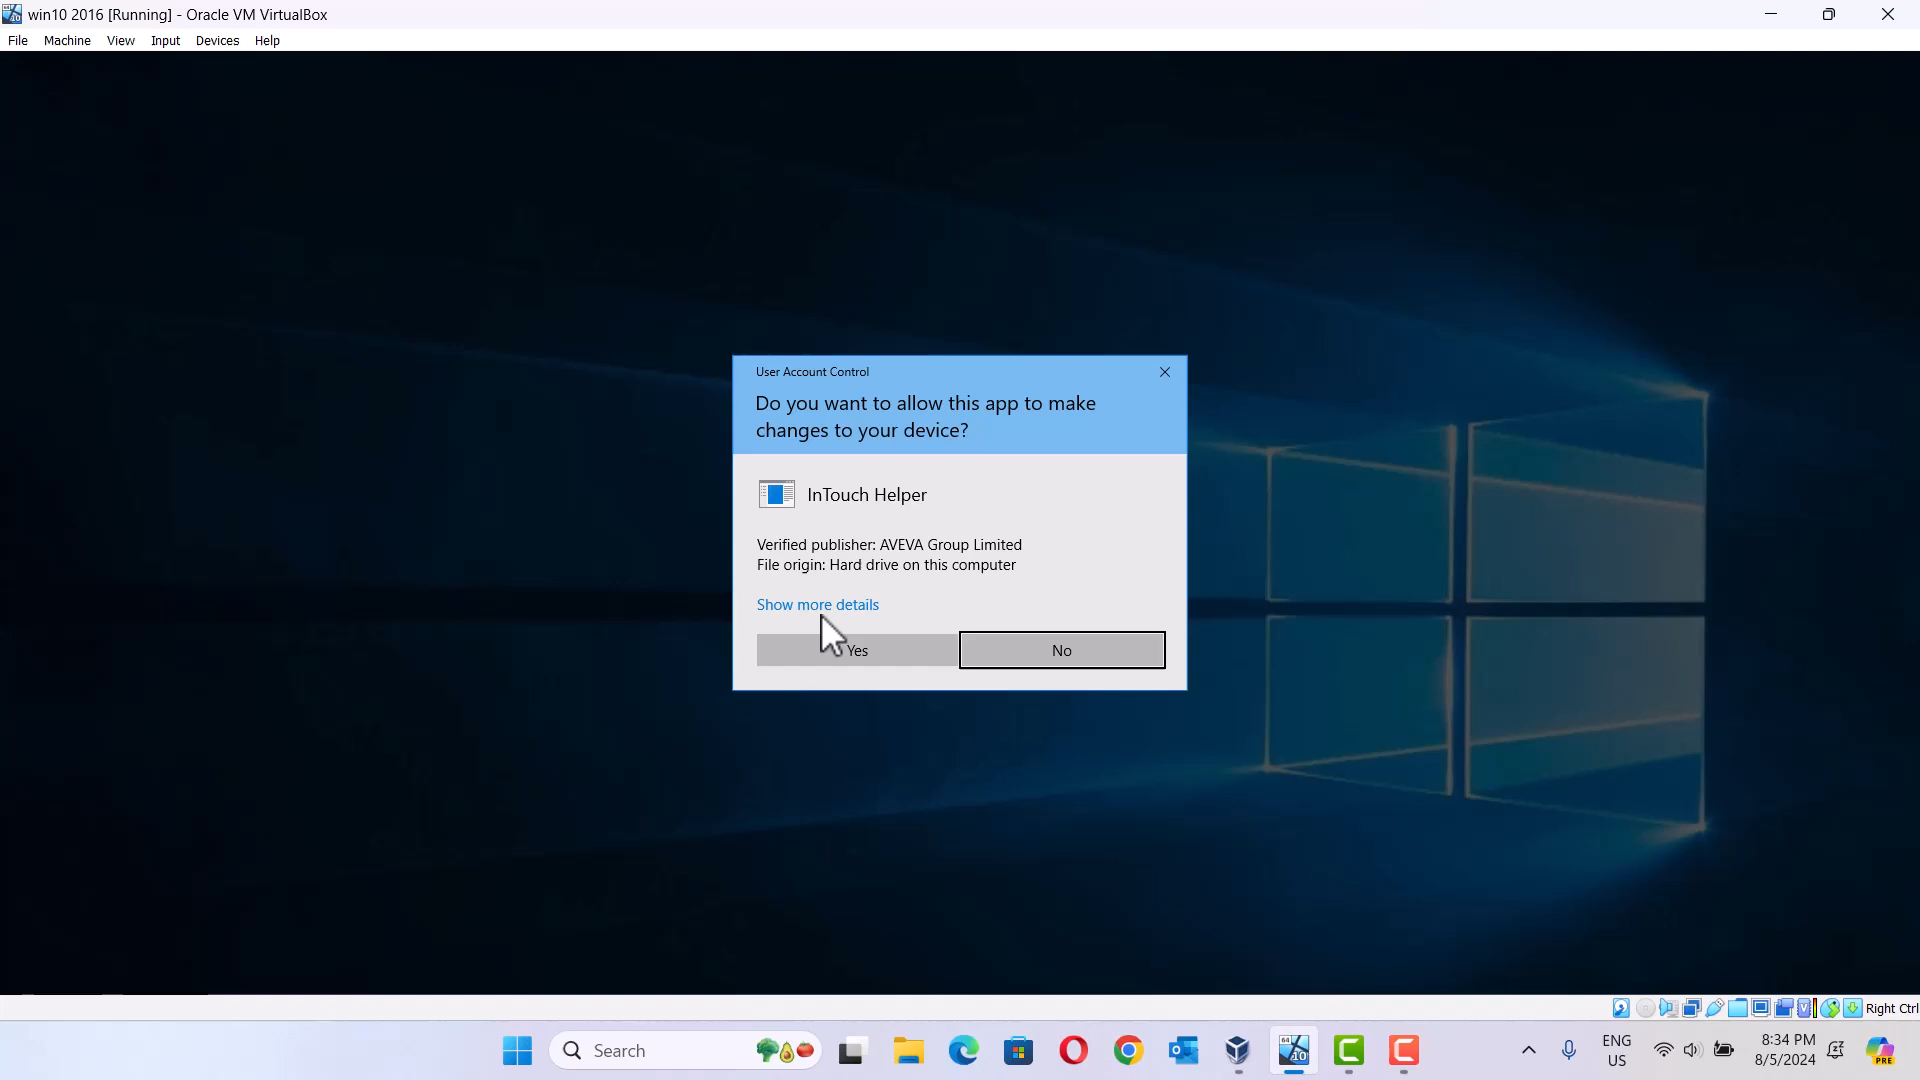 win10 2016 [Running] - Oracle VM VirtualBox
File Machine View Input Devices Help
User Account Control
Do you want to allow this app to make
changes to your device?
InTouch Helper
Verified publisher: AVEVA Group Limited
File origin: Hard drive on this computer
Show more details
Yes No
Right Ctrl
Search
ENG
US
8:34 PM
8/5/2024